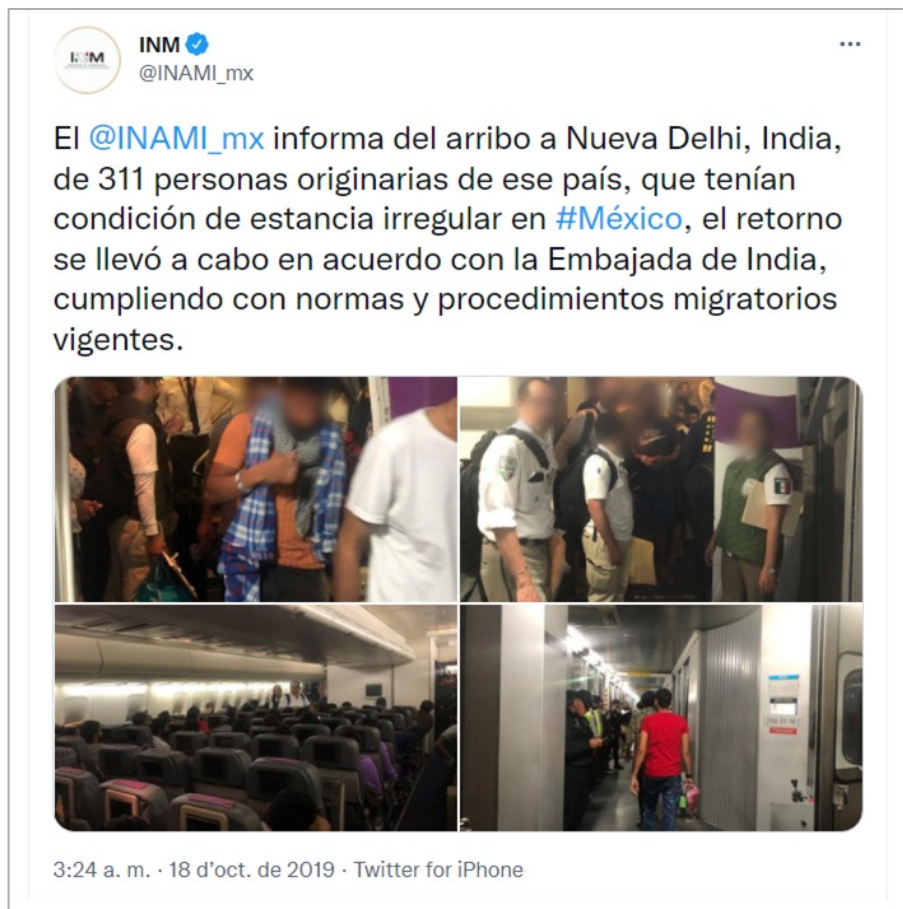 INM
INM
@INAMI_mx
El @INAMI_mx informa del arribo a Nueva Delhi, India,
de 311 personas originarias de ese país, que tenían
condición de estancia irregular en #México, el retorno
se llevó a cabo en acuerdo con la Embajada de India,
cumpliendo con normas y procedimientos migratorios
vigentes.
3:24 a. m. · 18 d’oct. de 2019 · Twitter for iPhone